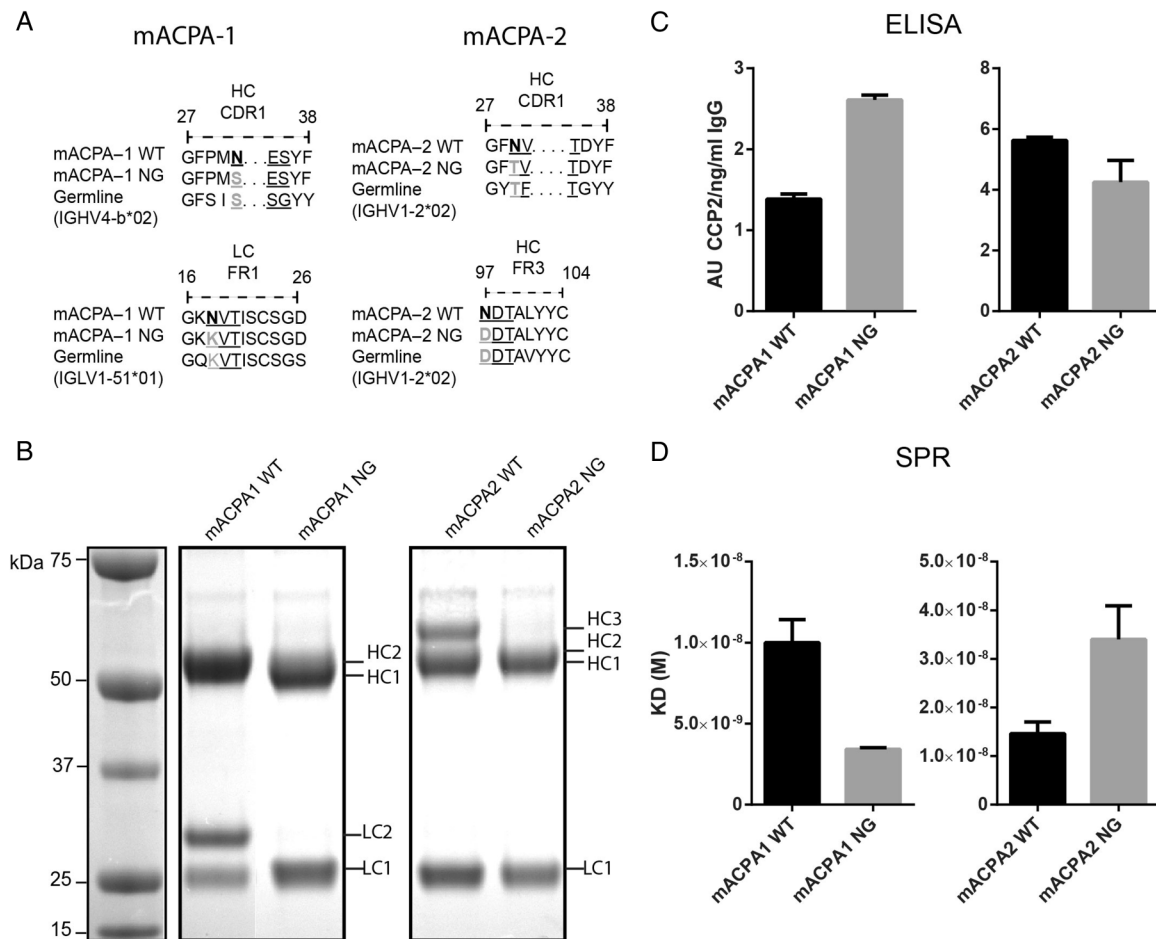 A
mACPA-1
mACPA-2
HC
CDR1
27 38
mACPA–1 WT GFPMN...ESYF
mACPA–1 NG GFPMS...ESYF
Germline GFSIS...SGYY
(IGHV4-b*02)
HC
CDR1
27 38
mACPA–2 WT GFNV....TDYF
mACPA–2 NG GFTV....TDYF
Germline GYTF....TGYY
(IGHV1-2*02)
LC
FR1
16 26
mACPA–1 WT GKNVTISCSGD
mACPA–1 NG GKKVTISCSGD
Germline GQKVTISCSGS
(IGLV1-51*01)
HC
FR3
97 104
mACPA–2 WT NDTALYYC
mACPA–2 NG DDTALYYC
Germline DDTAVYYC
(IGHV1-2*02)
B
mACPA1 WT
mACPA1 NG
mACPA2 WT
mACPA2 NG
kDa
75
50
37
25
15
HC2
HC1
LC2
LC1
HC3
HC2
HC1
LC1
C
ELISA
AU CCP2/ng/ml IgG
3
2
1
0
mACPA1 WT
mACPA1 NG
8
6
4
2
0
mACPA2 WT
mACPA2 NG
D
SPR
KD (M)
1.5×10⁻⁸
1.0×10⁻⁸
5.0×10⁻⁹
0
mACPA1 WT
mACPA1 NG
5.0×10⁻⁸
4.0×10⁻⁸
3.0×10⁻⁸
2.0×10⁻⁸
1.0×10⁻⁸
0
mACPA2 WT
mACPA2 NG